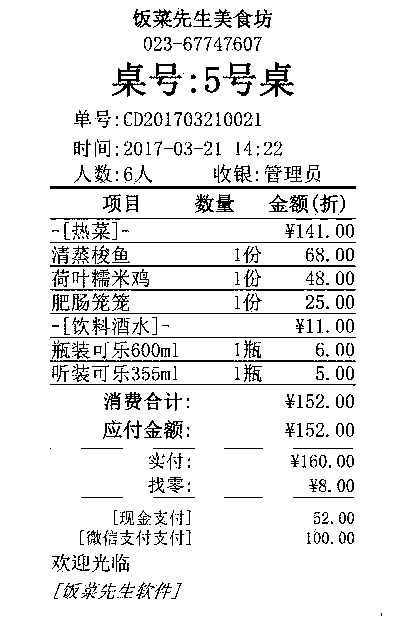 饭菜先生美食坊
023-67747607
桌号:5号桌
单号:CD201703210021
时间:2017-03-21 14:22
人数:6人 收银:管理员
项目 数量 金额(折)
-[热菜]- ¥141.00
清蒸梭鱼 1份 68.00
荷叶糯米鸡 1份 48.00
肥肠笼笼 1份 25.00
-[饮料酒水]- ¥11.00
瓶装可乐600ml 1瓶 6.00
听装可乐355ml 1瓶 5.00
消费合计: ¥152.00
应付金额: ¥152.00
实付: ¥160.00
找零: ¥8.00
[现金支付] 52.00
[微信支付支付] 100.00
欢迎光临
[饭菜先生软件]